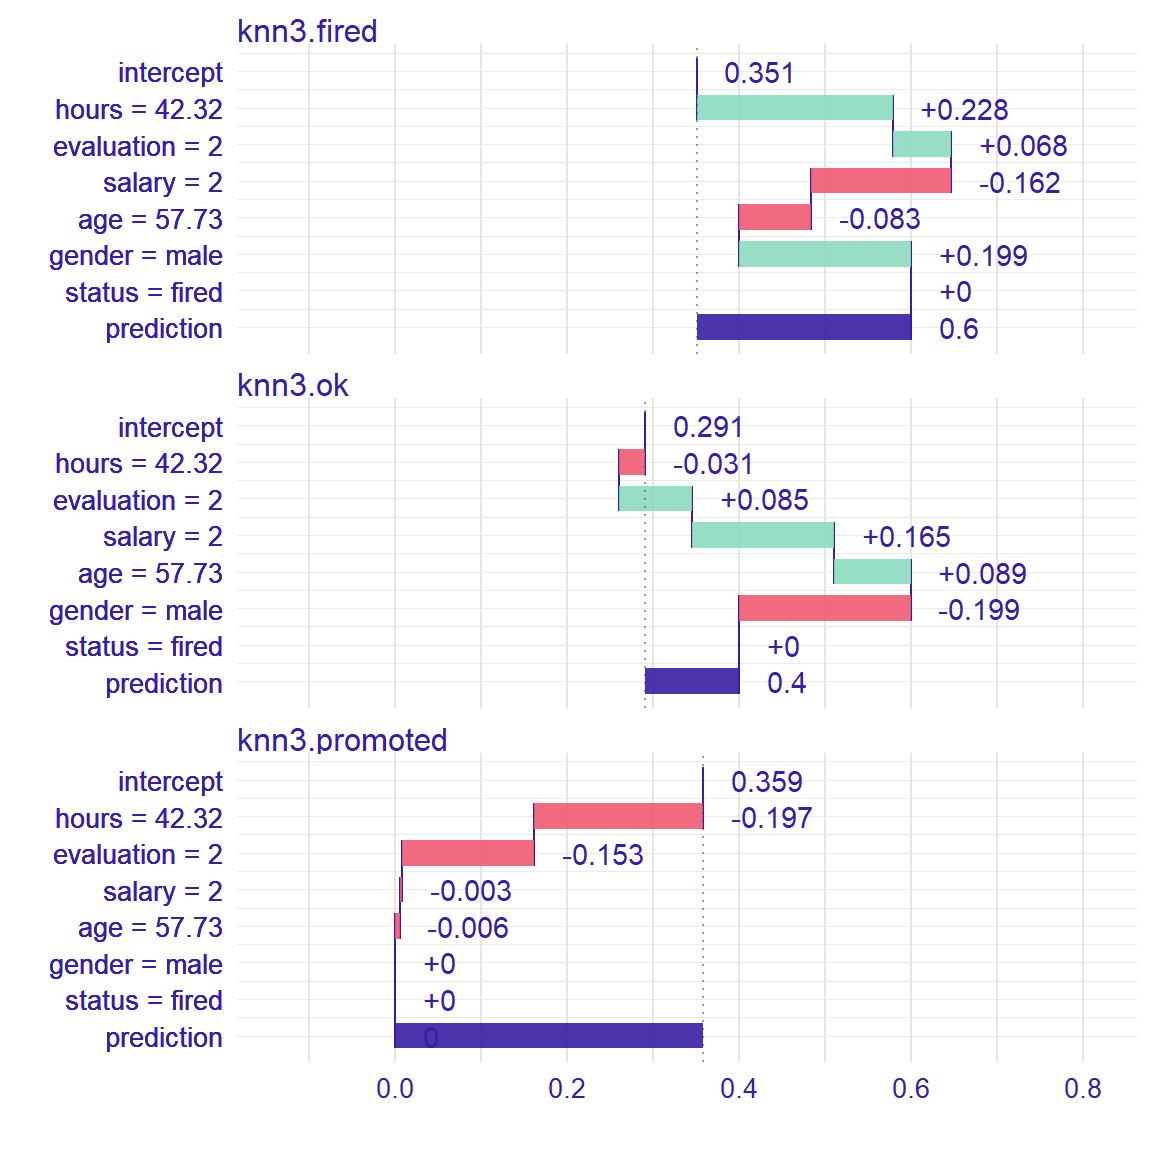 knn3.fired
intercept 0.351
hours = 42.32 +0.228
evaluation = 2 +0.068
salary = 2 -0.162
age = 57.73 -0.083
gender = male +0.199
status = fired +0
prediction 0.6
knn3.ok
intercept 0.291
hours = 42.32 -0.031
evaluation = 2 +0.085
salary = 2 +0.165
age = 57.73 +0.089
gender = male -0.199
status = fired +0
prediction 0.4
knn3.promoted
intercept 0.359
hours = 42.32 -0.197
evaluation = 2 -0.153
salary = 2 -0.003
age = 57.73 -0.006
gender = male +0
status = fired +0
prediction 0
0.0 0.2 0.4 0.6 0.8